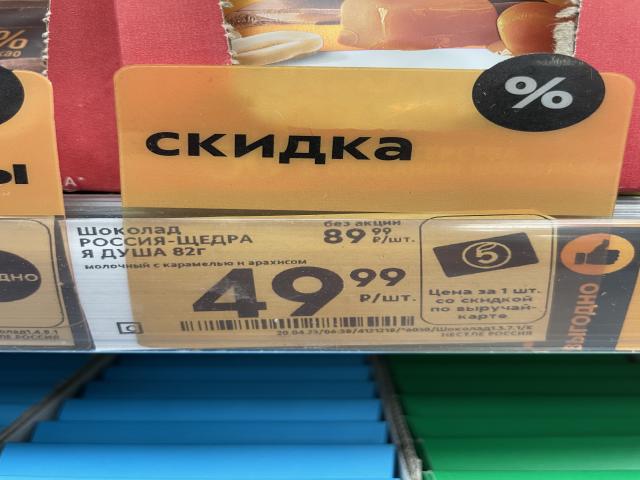 %
%
скидка
ы
А
Шоколад
РОССИЯ-ЩЕДРА
Я ДУША 82Г
молочный с карамелью и арахисом
без акции
89 99
₽/шт.
49 99
₽/шт.
С
5
Цена за 1 шт.
со скидкой
по выручай-
карте
ВЫГОДНО
НЕСТЛЕ РОССИЯ